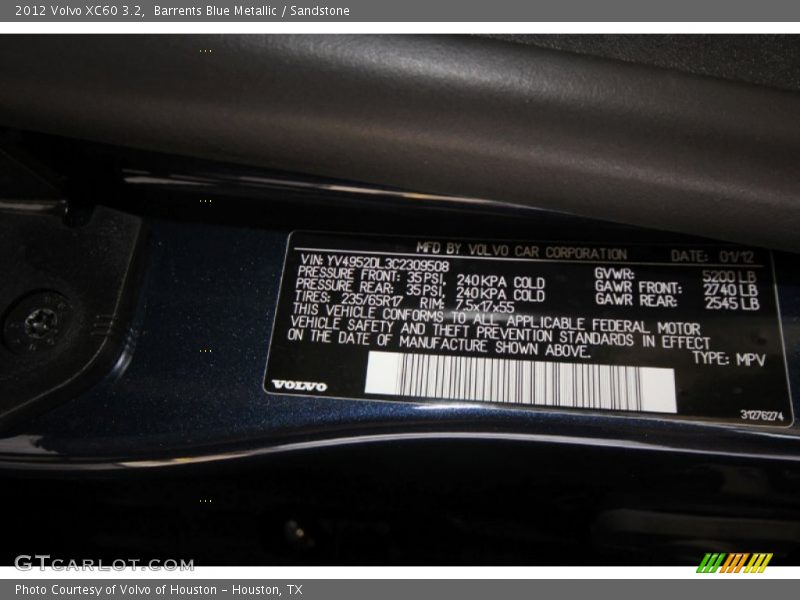 2012 Volvo XC60 3.2, Barrents Blue Metallic / Sandstone
MFD BY VOLVO CAR CORPORATION DATE: 01/12
VIN: YV4952DL3C2309508 GVWR: 5200 LB
PRESSURE FRONT: 35 PSI, 240 KPA COLD GAWR FRONT: 2740 LB
PRESSURE REAR: 35 PSI, 240 KPA COLD GAWR REAR: 2545 LB
TIRES: 235/65R17 RIM: 7,5x17x55
THIS VEHICLE CONFORMS TO ALL APPLICABLE FEDERAL MOTOR
VEHICLE SAFETY AND THEFT PREVENTION STANDARDS IN EFFECT
ON THE DATE OF MANUFACTURE SHOWN ABOVE.
TYPE: MPV
VOLVO
31276274
GTCARLOT.COM
Photo Courtesy of Volvo of Houston - Houston, TX